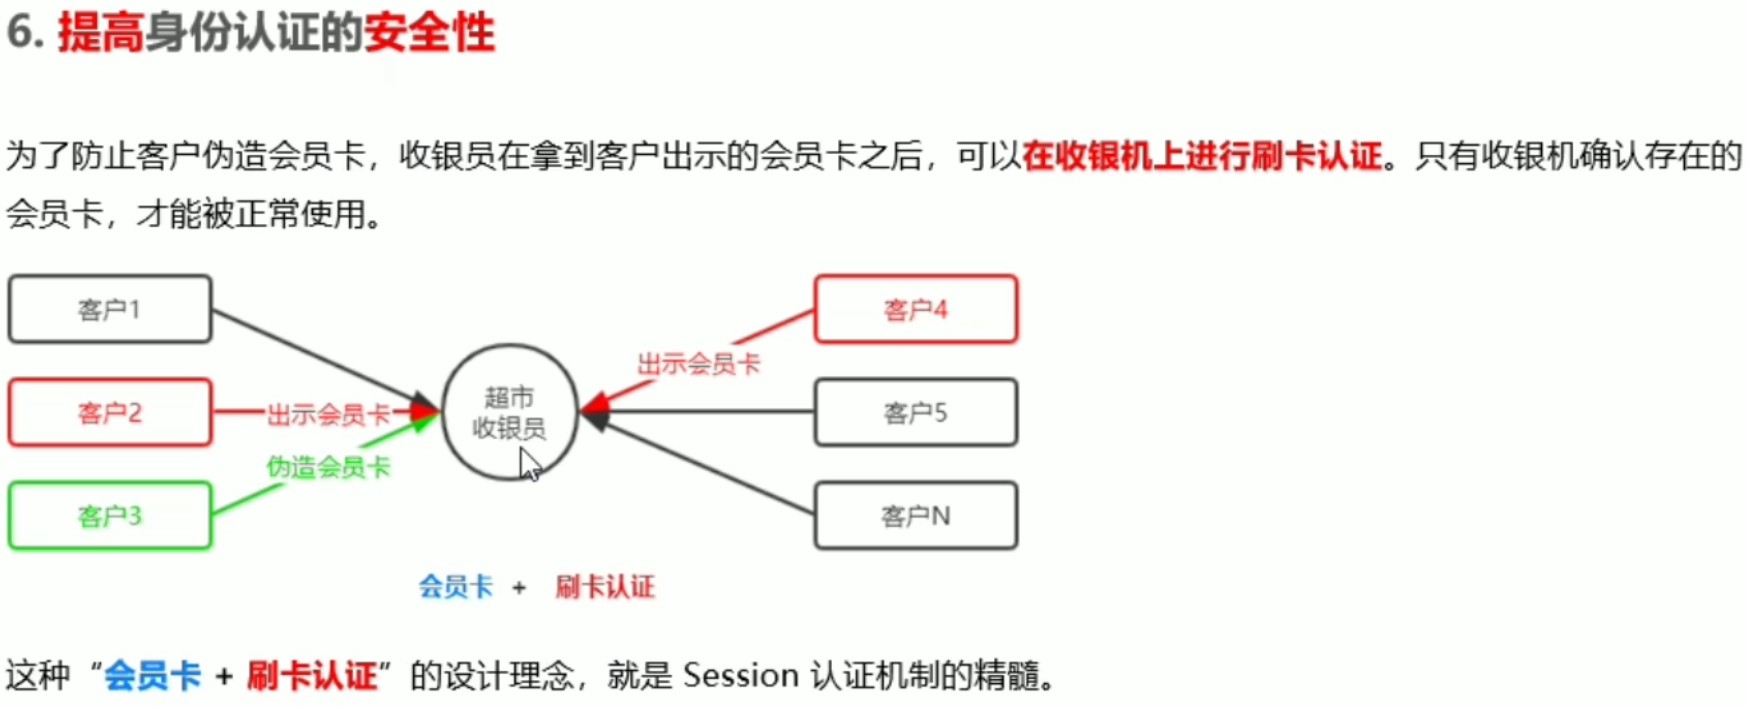 6. 提高身份认证的安全性
为了防止客户伪造会员卡，收银员在拿到客户出示的会员卡之后，可以在收银机上进行刷卡认证。只有收银机确认存在的
会员卡，才能被正常使用。
客户1
客户4
出示会员卡
客户2
出示会员卡
超市
收银员
客户5
伪造会员卡
客户3
客户N
会员卡 + 刷卡认证
这种“会员卡 + 刷卡认证”的设计理念，就是 Session 认证机制的精髓。